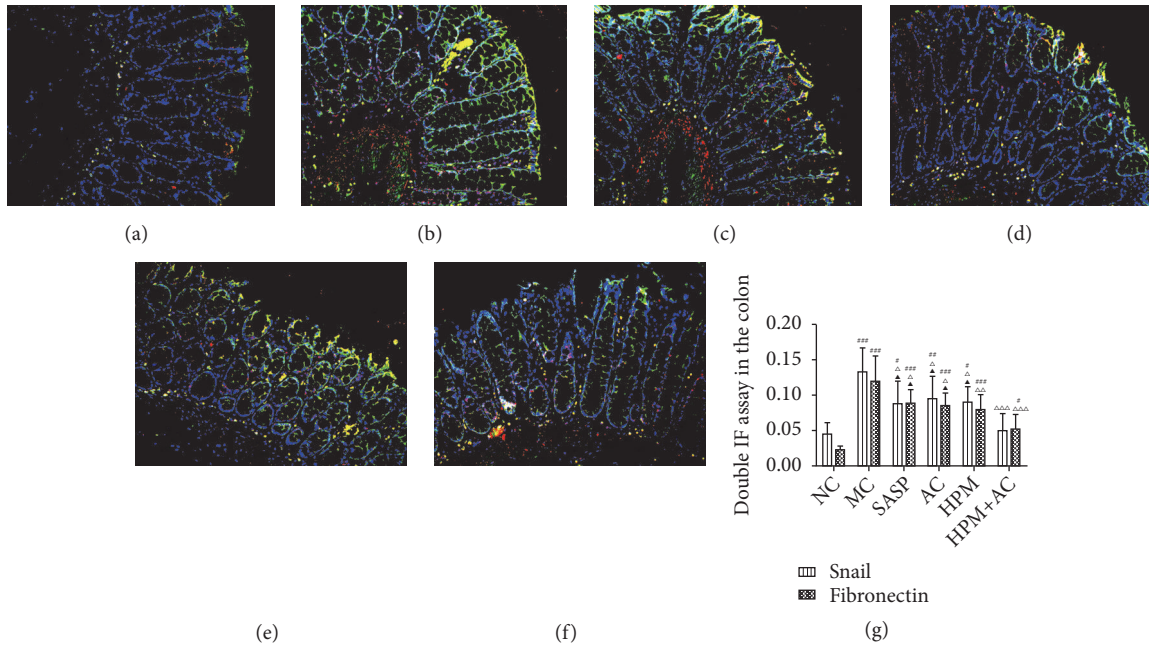 (a)
(b)
(c)
(d)
(e)
(f)
Double IF assay in the colon
0.20
0.15
0.10
0.05
0.00
### ###
# ###
△ △
▲ ▲
## ###
△ △
▲ ▲
# ###
△ △△
▲
△△△ #
△△△
NC
MC
SASP
AC
HPM
HPM+AC
Snail
Fibronectin
(g)